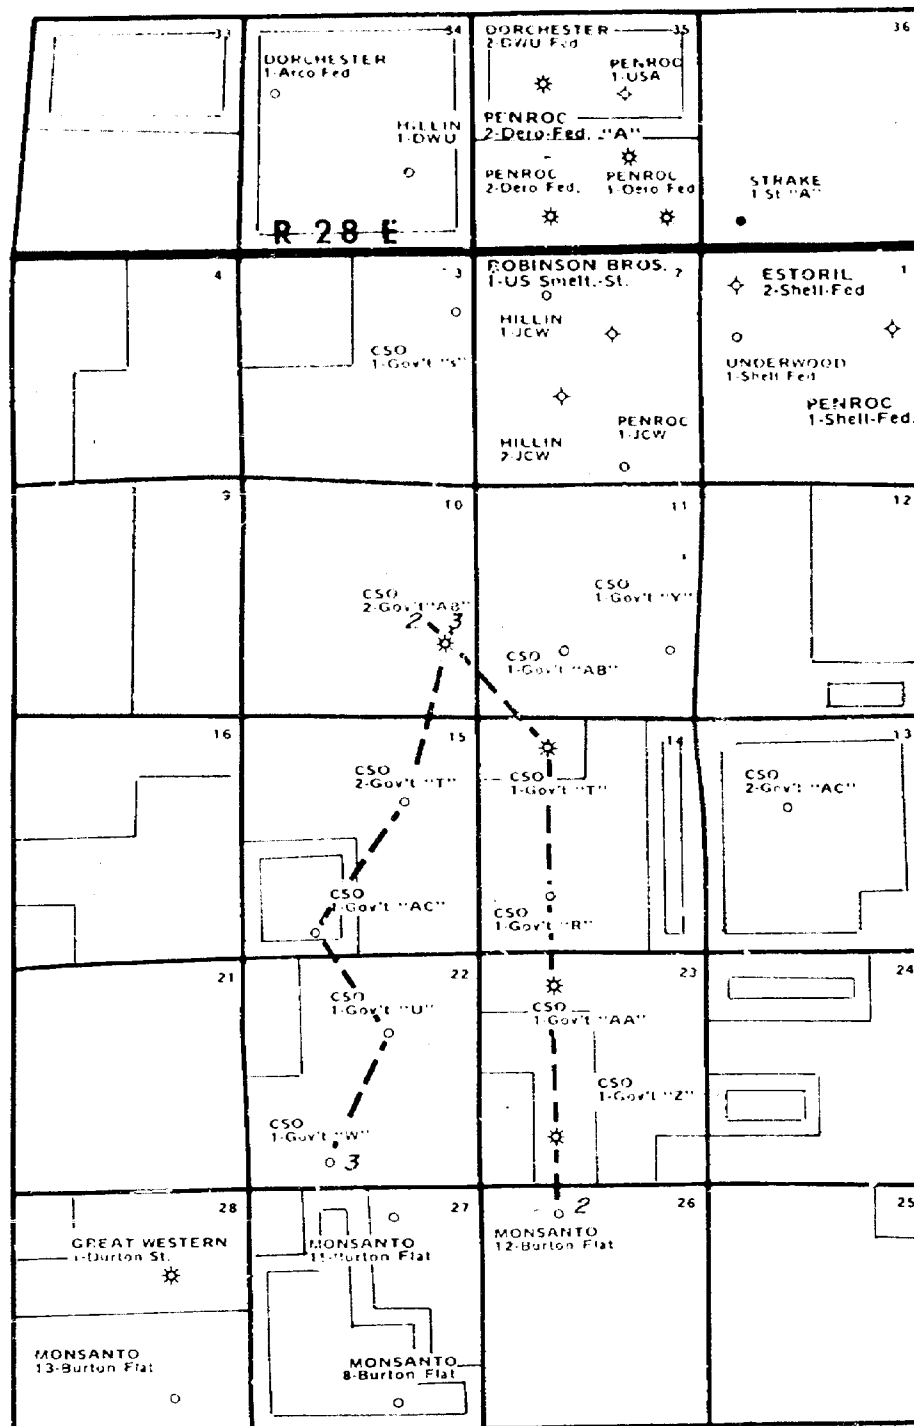 33
34
35
36
DORCHESTER
1-Arco Fed
HILLIN
1-DWU
DORCHESTER
2-DWU Fed
PENROC
1-USA
PENROC
2-Dero-Fed. "A"
PENROC
2-Dero Fed.
PENROC
1-Dero Fed
STRAKE
1 St "A"
R 28 E
4
3
1
ROBINSON BROS.
1-US Smelt.-St.
HILLIN
1-JCW
HILLIN
2-JCW
PENROC
1-JCW
ESTORIL
2-Shell-Fed
UNDERWOOD
1-Shell Fed
PENROC
1-Shell-Fed.
CSO
1-Gov't "S"
9
10
11
12
CSO
2-Gov't "AB"
2 3
CSO
1-Gov't "Y"
CSO
1-Gov't "AB"
16
15
14
13
CSO
2-Gov't "T"
CSO
1-Gov't "T"
CSO
2-Gov't "AC"
CSO
1-Gov't "AC"
CSO
1-Gov't "R"
21
22
23
24
CSO
1-Gov't "U"
CSO
1-Gov't "AA"
CSO
1-Gov't "Z"
CSO
1-Gov't "W"
3
2
28
27
26
25
GREAT WESTERN
1-Burton St.
MONSANTO
11-Burton Flat
MONSANTO
12-Burton Flat
MONSANTO
13-Burton Flat
MONSANTO
8-Burton Flat